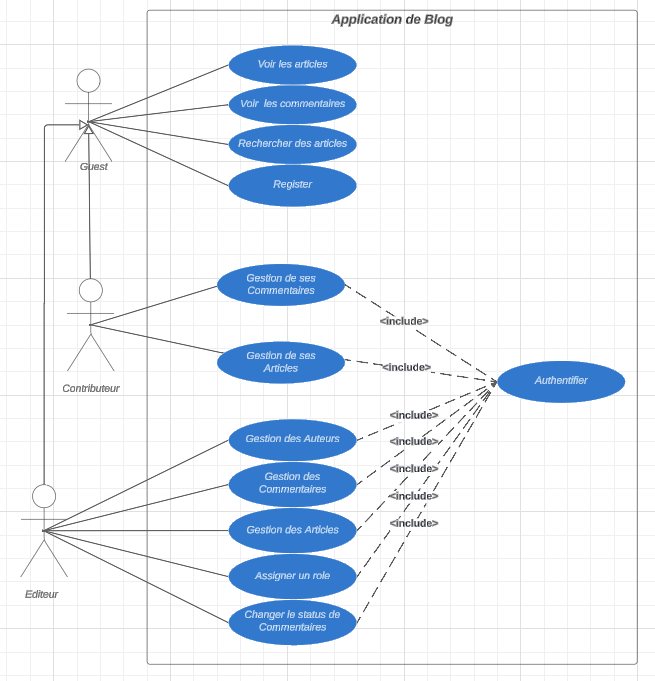 Application de Blog
Voir les articles
Voir les commentaires
Rechercher des articles
Register
Guest
Gestion de ses
Commentaires
<include>
Gestion de ses
Articles
<include>
Authentifier
Contributeur
<include>
Gestion des Auteurs
<include>
Gestion des
Commentaires
<include>
<include>
Gestion des Articles
<include>
Assigner un role
Editeur
Changer le status de
Commentaires